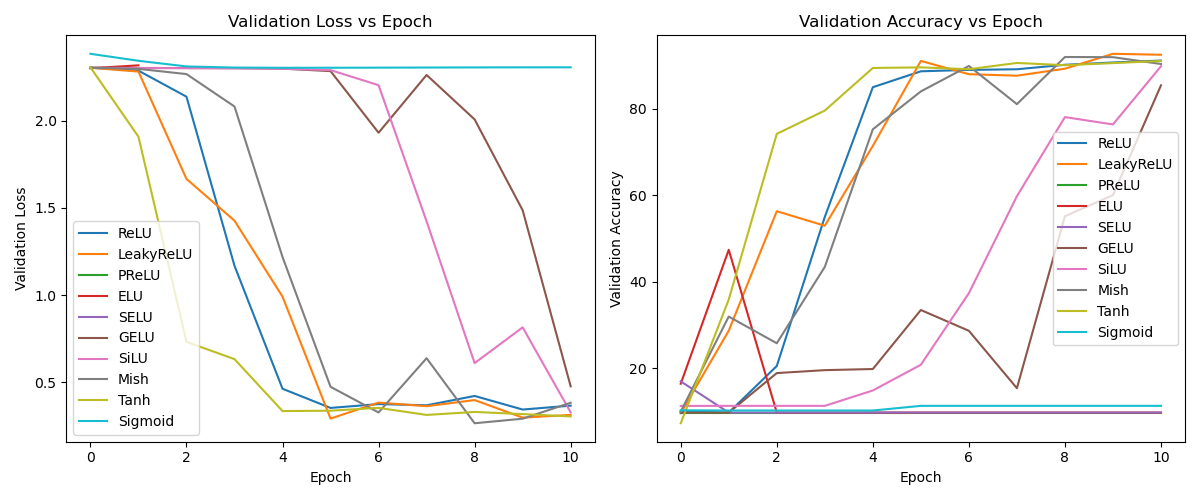 Validation Loss vs Epoch
Validation Loss
2.0
1.5
1.0
0.5
0 2 4 6 8 10
Epoch
ReLU
LeakyReLU
PReLU
ELU
SELU
GELU
SiLU
Mish
Tanh
Sigmoid
Validation Accuracy vs Epoch
Validation Accuracy
80
60
40
20
0 2 4 6 8 10
Epoch
ReLU
LeakyReLU
PReLU
ELU
SELU
GELU
SiLU
Mish
Tanh
Sigmoid